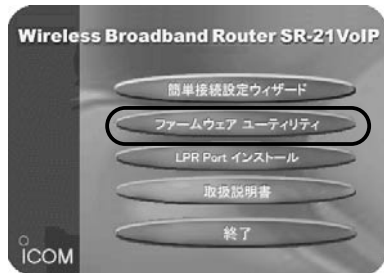 Wireless Broadband Router SR-21VoIP
簡単接続設定ウィザード
ファームウェア ユーティリティ
LPR Port インストール
取扱説明書
終了
ICOM